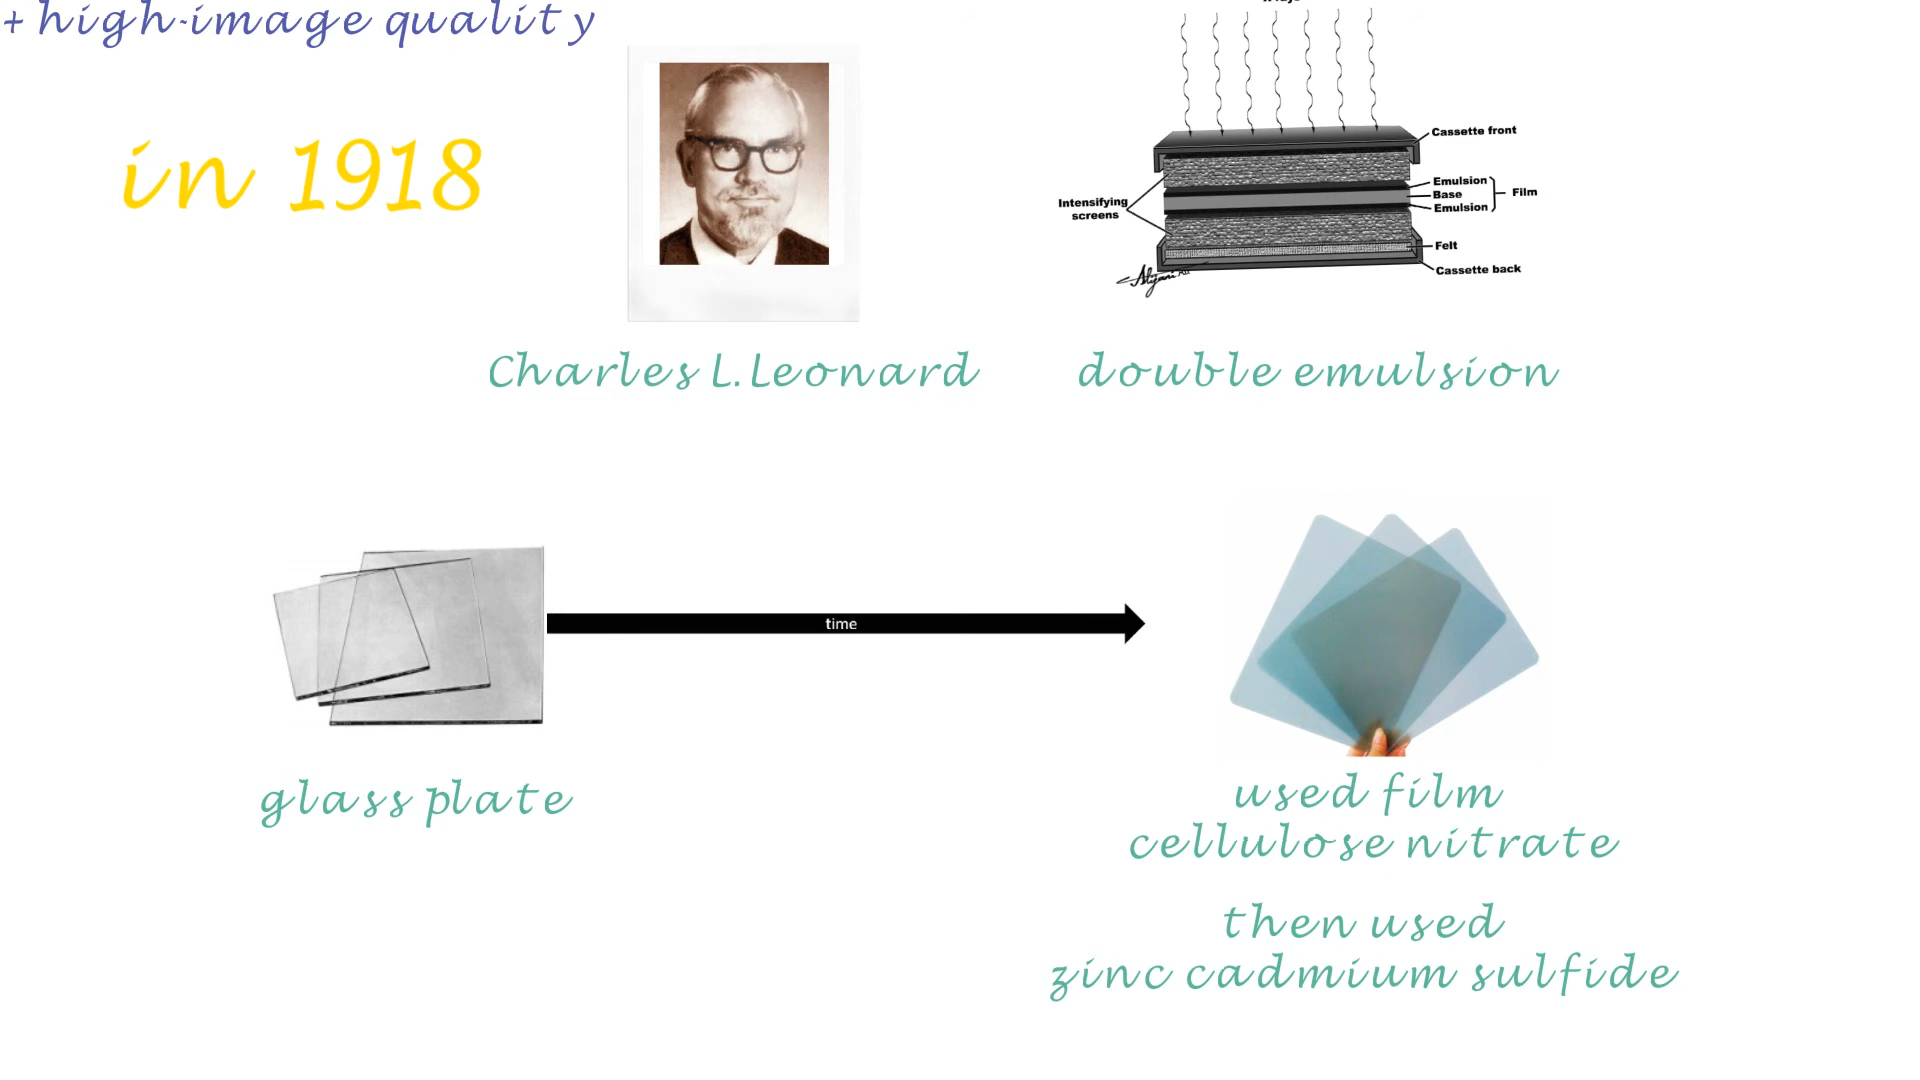 + high-image quality
in 1918
Cassette front
Emulsion
Base
Film
Emulsion
Intensifying
screens
Felt
Cassette back
Charles L. Leonard
double emulsion
time
glass plate
used film
cellulose nitrate
then used
zinc cadmium sulfide